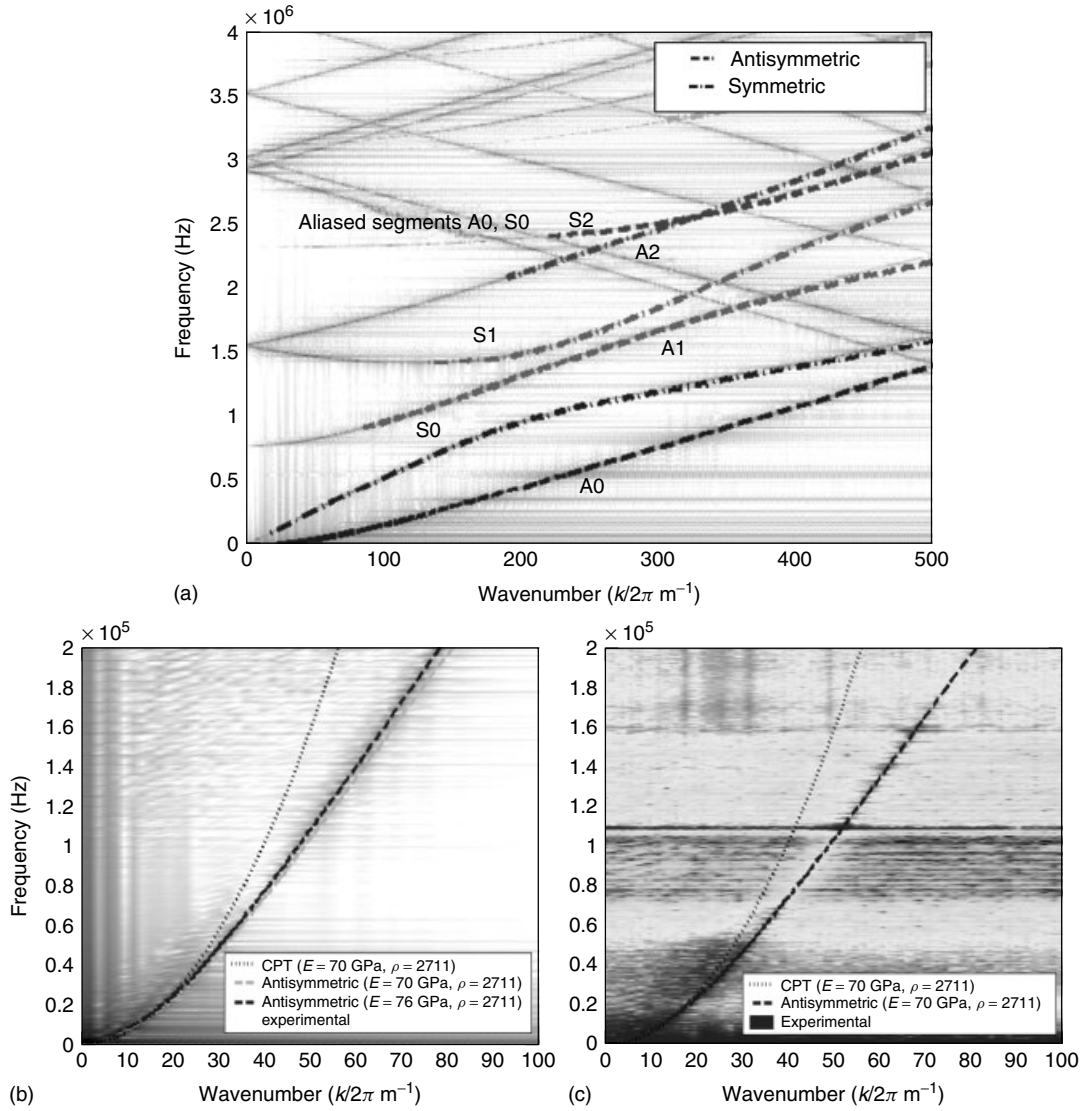 × 10⁶
4
3.5
3
2.5
2
1.5
1
0.5
0
Frequency (Hz)
Antisymmetric
Symmetric
Aliased segments A0, S0
S2
A2
S1
A1
S0
A0
0 100 200 300 400 500
Wavenumber (k/2π m⁻¹)
(a)
× 10⁵
2
1.8
1.6
1.4
1.2
1
0.8
0.6
0.4
0.2
0
Frequency (Hz)
CPT (E = 70 GPa, ρ = 2711)
Antisymmetric (E = 70 GPa, ρ = 2711)
Antisymmetric (E = 76 GPa, ρ = 2711)
experimental
0 10 20 30 40 50 60 70 80 90 100
Wavenumber (k/2π m⁻¹)
(b)
× 10⁵
2
1.8
1.6
1.4
1.2
1
0.8
0.6
0.4
0.2
0
CPT (E = 70 GPa, ρ = 2711)
Antisymmetric (E = 70 GPa, ρ = 2711)
Experimental
0 10 20 30 40 50 60 70 80 90 100
Wavenumber (k/2π m⁻¹)
(c)